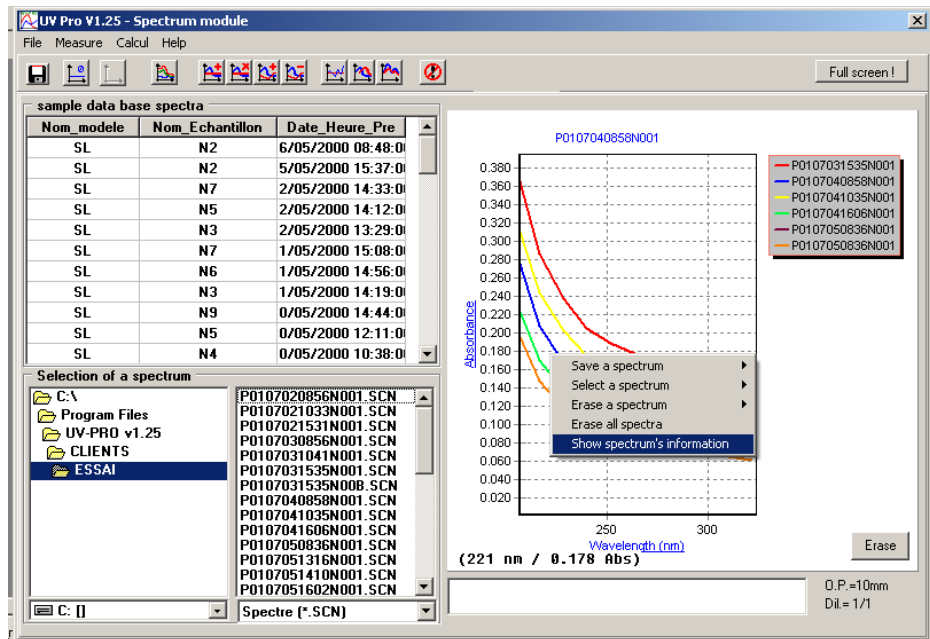 UV Pro V1.25 - Spectrum module
File Measure Calcul Help
Full screen !
sample data base spectra
Nom_modele Nom_Echantillon Date_Heure_Pre
SL N2 6/05/2000 08:48:0
SL N2 5/05/2000 15:37:0
SL N7 2/05/2000 14:33:0
SL N5 2/05/2000 14:12:0
SL N3 2/05/2000 13:29:0
SL N7 1/05/2000 15:08:0
SL N6 1/05/2000 14:56:0
SL N3 1/05/2000 14:19:0
SL N9 0/05/2000 14:44:0
SL N5 0/05/2000 12:11:0
SL N4 0/05/2000 10:38:0
Selection of a spectrum
C:\
Program Files
UV-PRO v1.25
CLIENTS
ESSAI
P0107020856N001.SCN
P0107021033N001.SCN
P0107021531N001.SCN
P0107030856N001.SCN
P0107031041N001.SCN
P0107031535N001.SCN
P0107031535N00B.SCN
P0107040858N001.SCN
P0107041035N001.SCN
P0107041606N001.SCN
P0107050836N001.SCN
P0107051316N001.SCN
P0107051410N001.SCN
P0107051602N001.SCN
C: []
Spectre (*.SCN)
P0107040858N001
0.380
0.360
0.340
0.320
0.300
0.280
0.260
0.240
0.220
0.200
0.180
0.160
0.140
0.120
0.100
0.080
0.060
0.040
0.020
Absorbance
250 300
Wavelength (nm)
(221 nm / 0.178 Abs)
P0107031535N001
P0107040858N001
P0107041035N001
P0107041606N001
P0107050836N001
P0107050836N001
Save a spectrum
Select a spectrum
Erase a spectrum
Erase all spectra
Show spectrum's information
Erase
O.P.=10mm
Dil.= 1/1